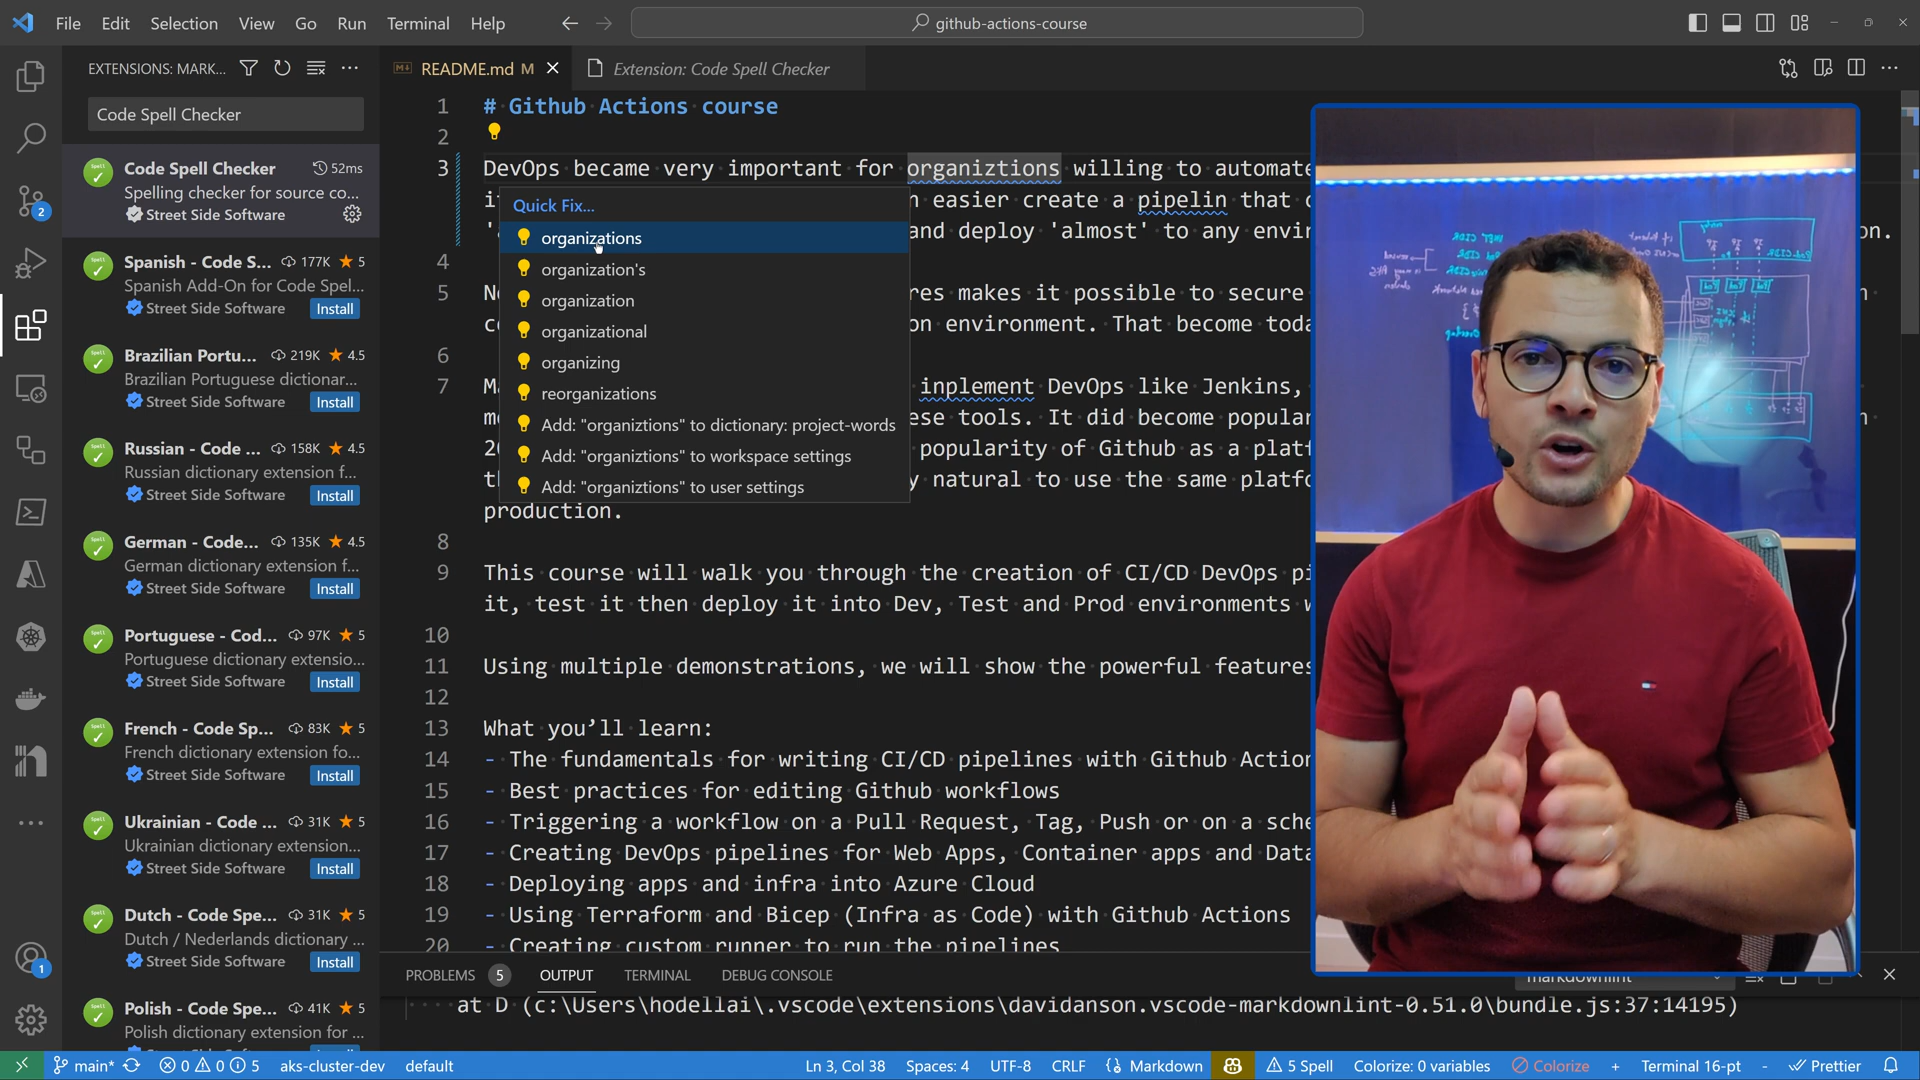 File Edit Selection View Go Run Terminal Help
github-actions-course
EXTENSIONS: MARK...
README.md M
Extension: Code Spell Checker
Code Spell Checker
Code Spell Checker 52ms
Spelling checker for source co...
Street Side Software
Spanish - Code S... 177K 5
Spanish Add-On for Code Spel...
Street Side Software Install
Brazilian Portu... 219K 4.5
Brazilian Portuguese dictionar...
Street Side Software Install
Russian - Code ... 158K 4.5
Russian dictionary extension f...
Street Side Software Install
German - Code... 135K 4.5
German dictionary extension f...
Street Side Software Install
Portuguese - Cod... 97K 5
Portuguese dictionary extensio...
Street Side Software Install
French - Code Sp... 83K 5
French dictionary extension fo...
Street Side Software Install
Ukrainian - Code ... 31K 5
Ukrainian dictionary extension...
Street Side Software Install
Dutch - Code Spe... 31K 5
Dutch / Nederlands dictionary ...
Street Side Software Install
Polish - Code Spe... 41K 5
Polish dictionary extension for ...
2
1
1 # Github Actions course
2
3 DevOps became very important for organiztions willing to automate
easier create a pipelin that
and deploy 'almost' to any envir
on.
Quick Fix...
organizations
organization's
organization
organizational
organizing
reorganizations
Add: "organiztions" to dictionary: project-words
Add: "organiztions" to workspace settings
Add: "organiztions" to user settings
4
5 res makes it possible to secure
on environment. That become toda
6
7 inplement DevOps like Jenkins,
ese tools. It did become popular
popularity of Github as a platf
y natural to use the same platfo
production.
8
9 This course will walk you through the creation of CI/CD DevOps pi
it, test it then deploy it into Dev, Test and Prod environments w
10
11 Using multiple demonstrations, we will show the powerful features
12
13 What you’ll learn:
14 - The fundamentals for writing CI/CD pipelines with Github Action
15 - Best practices for editing Github workflows
16 - Triggering a workflow on a Pull Request, Tag, Push or on a sche
17 - Creating DevOps pipelines for Web Apps, Container apps and Data
18 - Deploying apps and infra into Azure Cloud
19 - Using Terraform and Bicep (Infra as Code) with Github Actions
20 - Creating custom runner to run the pipelines
PROBLEMS 5 OUTPUT TERMINAL DEBUG CONSOLE
markdownlint
at D (c:\Users\hodellai\.vscode\extensions\davidanson.vscode-markdownlint-0.51.0\bundle.js:37:14195)
main* 0 0 5 aks-cluster-dev default Ln 3, Col 38 Spaces: 4 UTF-8 CRLF {} Markdown 5 Spell Colorize: 0 variables Colorize + Terminal 16-pt - Prettier